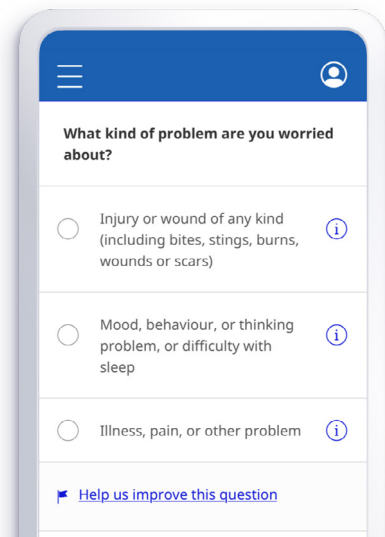 What kind of problem are you worried
about?
Injury or wound of any kind
(including bites, stings, burns,
wounds or scars)
Mood, behaviour, or thinking
problem, or difficulty with
sleep
Illness, pain, or other problem
Help us improve this question